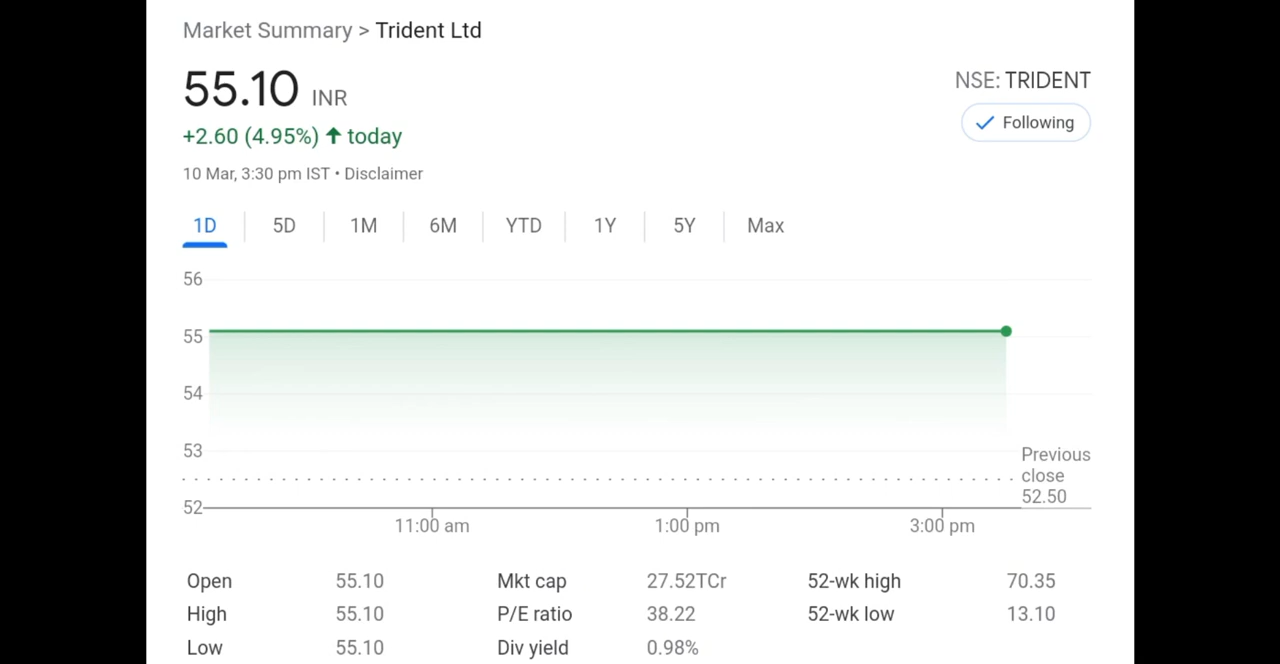 Market Summary > Trident Ltd
55.10 INR
NSE: TRIDENT
+2.60 (4.95%) ↑ today
Following
10 Mar, 3:30 pm IST • Disclaimer
1D 5D 1M 6M YTD 1Y 5Y Max
56
55
54
53
Previous
close
52.50
52
11:00 am 1:00 pm 3:00 pm
Open 55.10 Mkt cap 27.52TCr 52-wk high 70.35
High 55.10 P/E ratio 38.22 52-wk low 13.10
Low 55.10 Div yield 0.98%